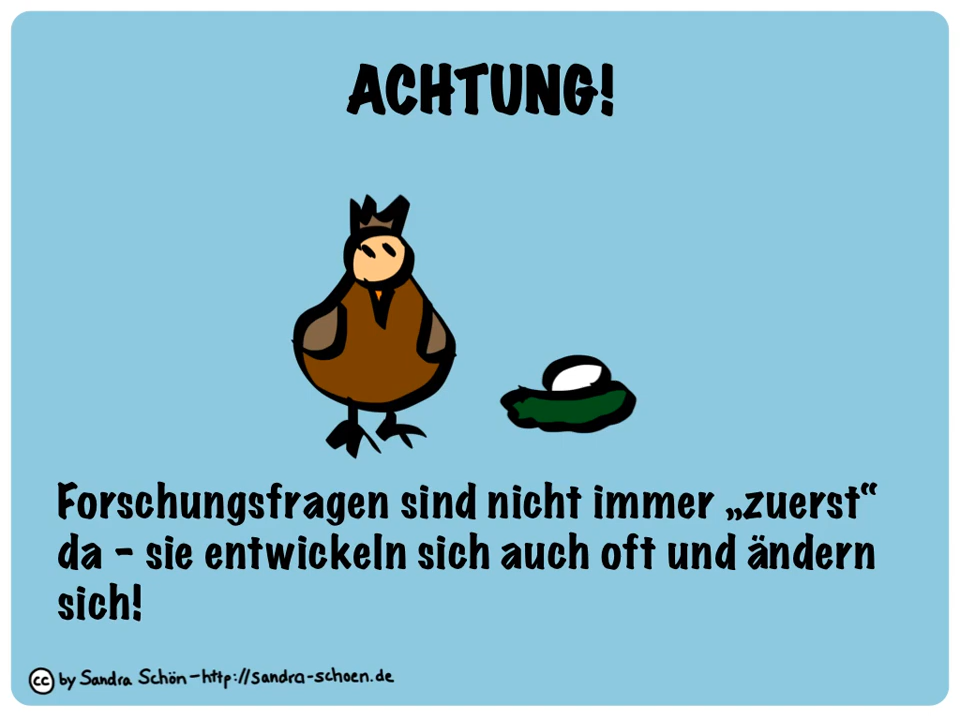 ACHTUNG!
Forschungsfragen sind nicht immer „zuerst“
da – sie entwickeln sich auch oft und ändern
sich!
cc by Sandra Schön – http://sandra-schoen.de